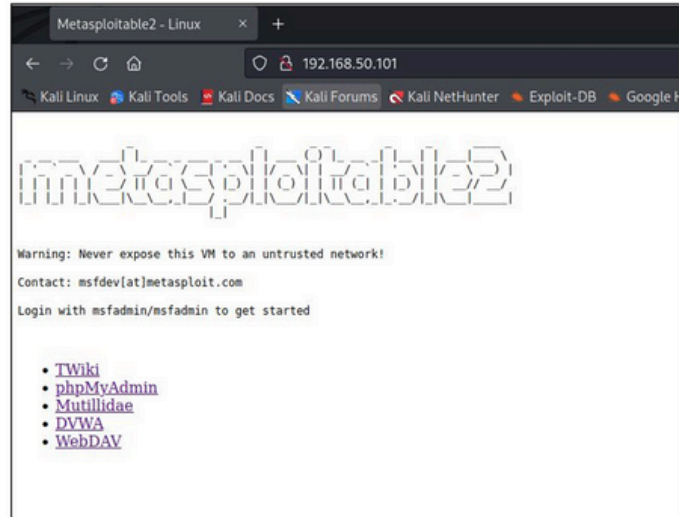 Metasploitable2 - Linux
192.168.50.101
Kali Linux Kali Tools Kali Docs Kali Forums Kali NetHunter Exploit-DB Google
metasploitable2
Warning: Never expose this VM to an untrusted network!
Contact: msfdev[at]metasploit.com
Login with msfadmin/msfadmin to get started
• TWiki
• phpMyAdmin
• Mutillidae
• DVWA
• WebDAV